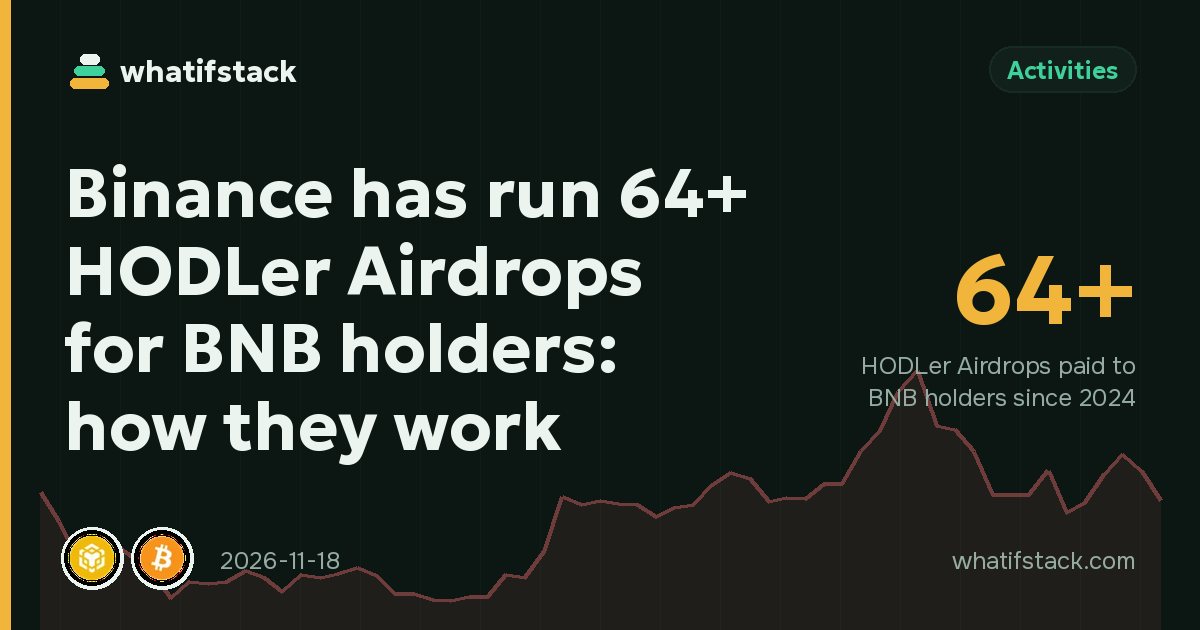 whatifstack
Activities
Binance has run 64+
HODLer Airdrops
for BNB holders:
how they work
64+
HODLer Airdrops paid to
BNB holders since 2024
2026-11-18
whatifstack.com